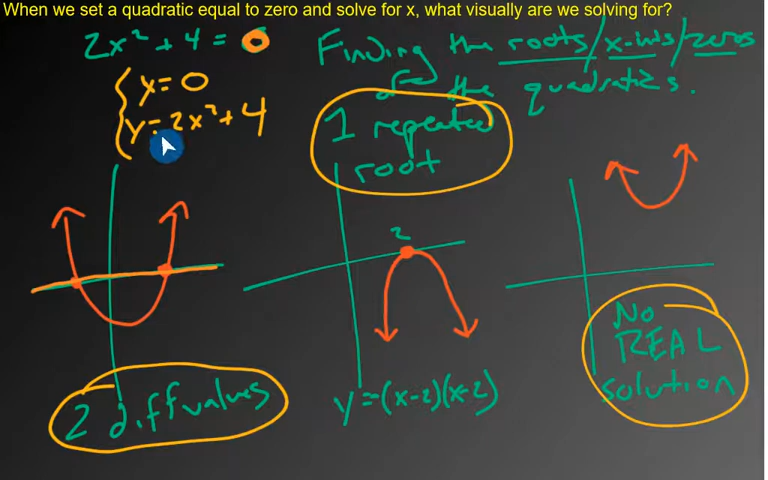 When we set a quadratic equal to zero and solve for x, what visually are we solving for?
2x² + 4 = 0
Finding the roots/x-ints/zeros
of the quadratics.
y = 0
y = 2x² + 4
1 repeated
root
2
No
REAL
solution
2 diff values
y = (x-2)(x-2)